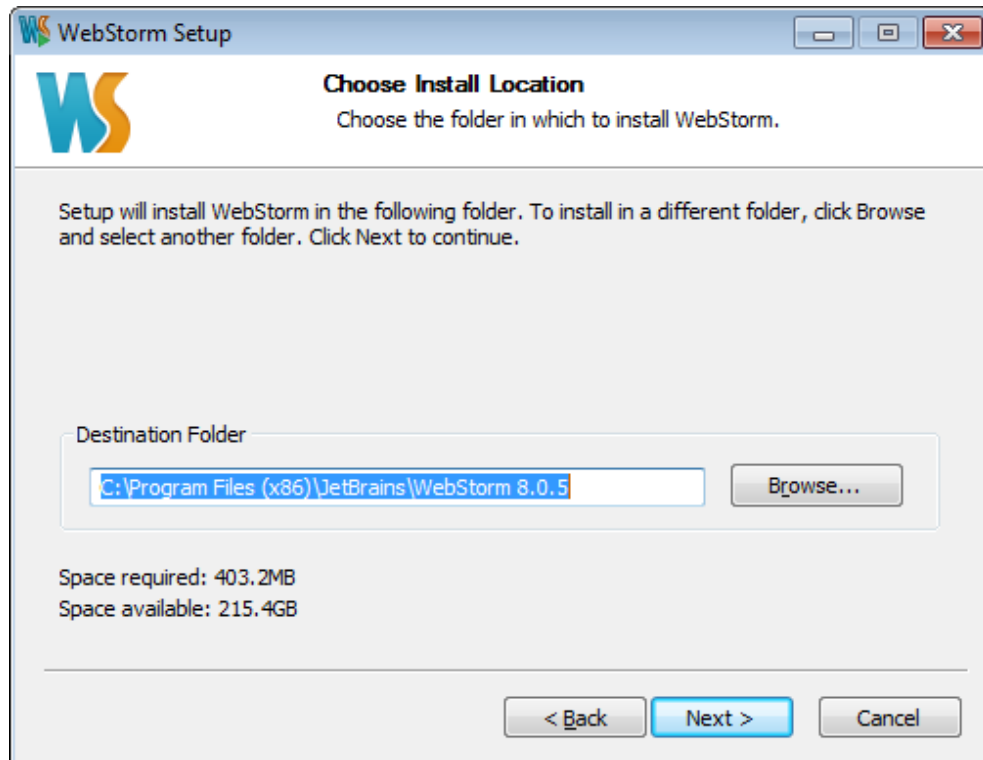 WebStorm Setup
WS
Choose Install Location
Choose the folder in which to install WebStorm.
Setup will install WebStorm in the following folder. To install in a different folder, click Browse
and select another folder. Click Next to continue.
Destination Folder
C:\Program Files (x86)\JetBrains\WebStorm 8.0.5
Browse...
Space required: 403.2MB
Space available: 215.4GB
< Back
Next >
Cancel